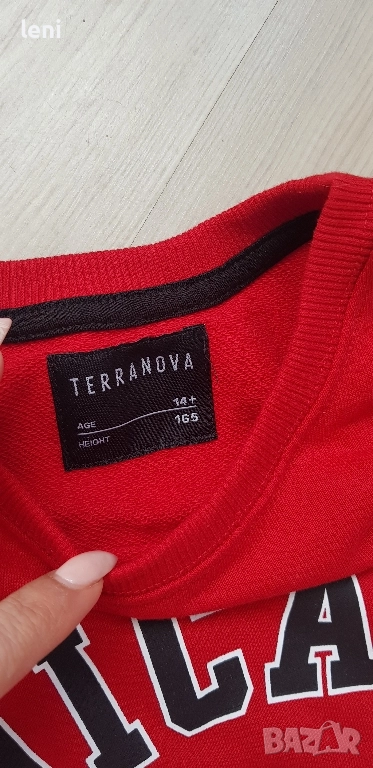 leni
TERRANOVA
AGE 14+
HEIGHT 165
ICA
BAZAR